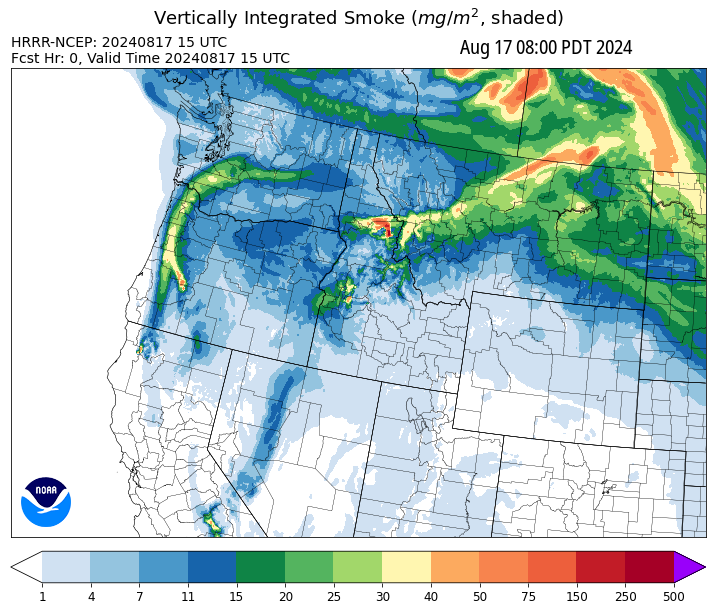 Vertically Integrated Smoke (mg/m², shaded)
HRRR-NCEP: 20240817 15 UTC
Fcst Hr: 0, Valid Time 20240817 15 UTC
Aug 17 08:00 PDT 2024
NOAA
1 4 7 11 15 20 25 30 40 50 75 150 250 500